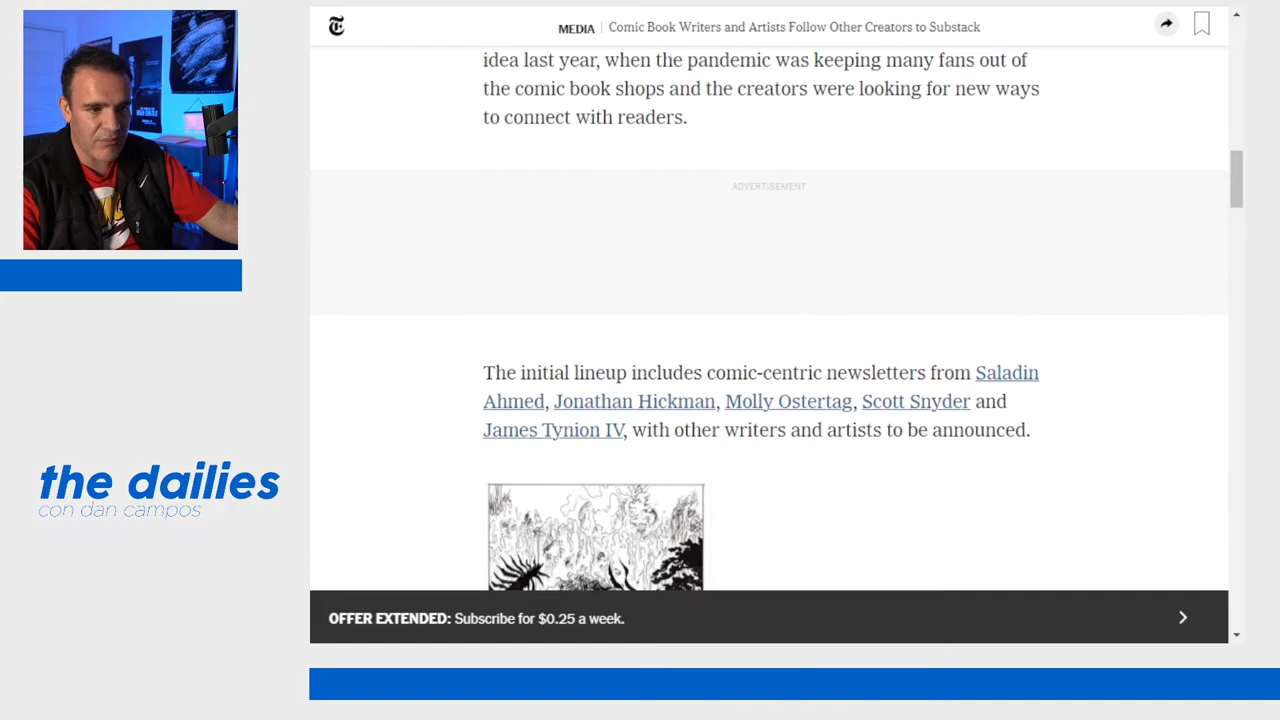 MEDIA | Comic Book Writers and Artists Follow Other Creators to Substack
idea last year, when the pandemic was keeping many fans out of
the comic book shops and the creators were looking for new ways
to connect with readers.
ADVERTISEMENT
The initial lineup includes comic-centric newsletters from Saladin
Ahmed, Jonathan Hickman, Molly Ostertag, Scott Snyder and
James Tynion IV, with other writers and artists to be announced.
the dailies
con dan campos
OFFER EXTENDED: Subscribe for $0.25 a week.